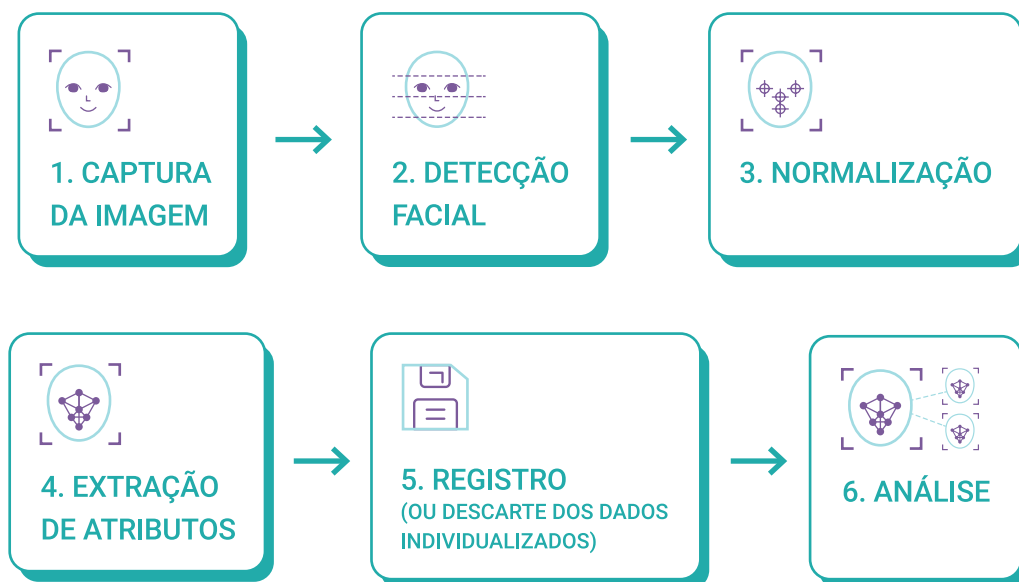 1. CAPTURA
DA IMAGEM
2. DETECÇÃO
FACIAL
3. NORMALIZAÇÃO
4. EXTRAÇÃO
DE ATRIBUTOS
5. REGISTRO
(OU DESCARTE DOS DADOS
INDIVIDUALIZADOS)
6. ANÁLISE